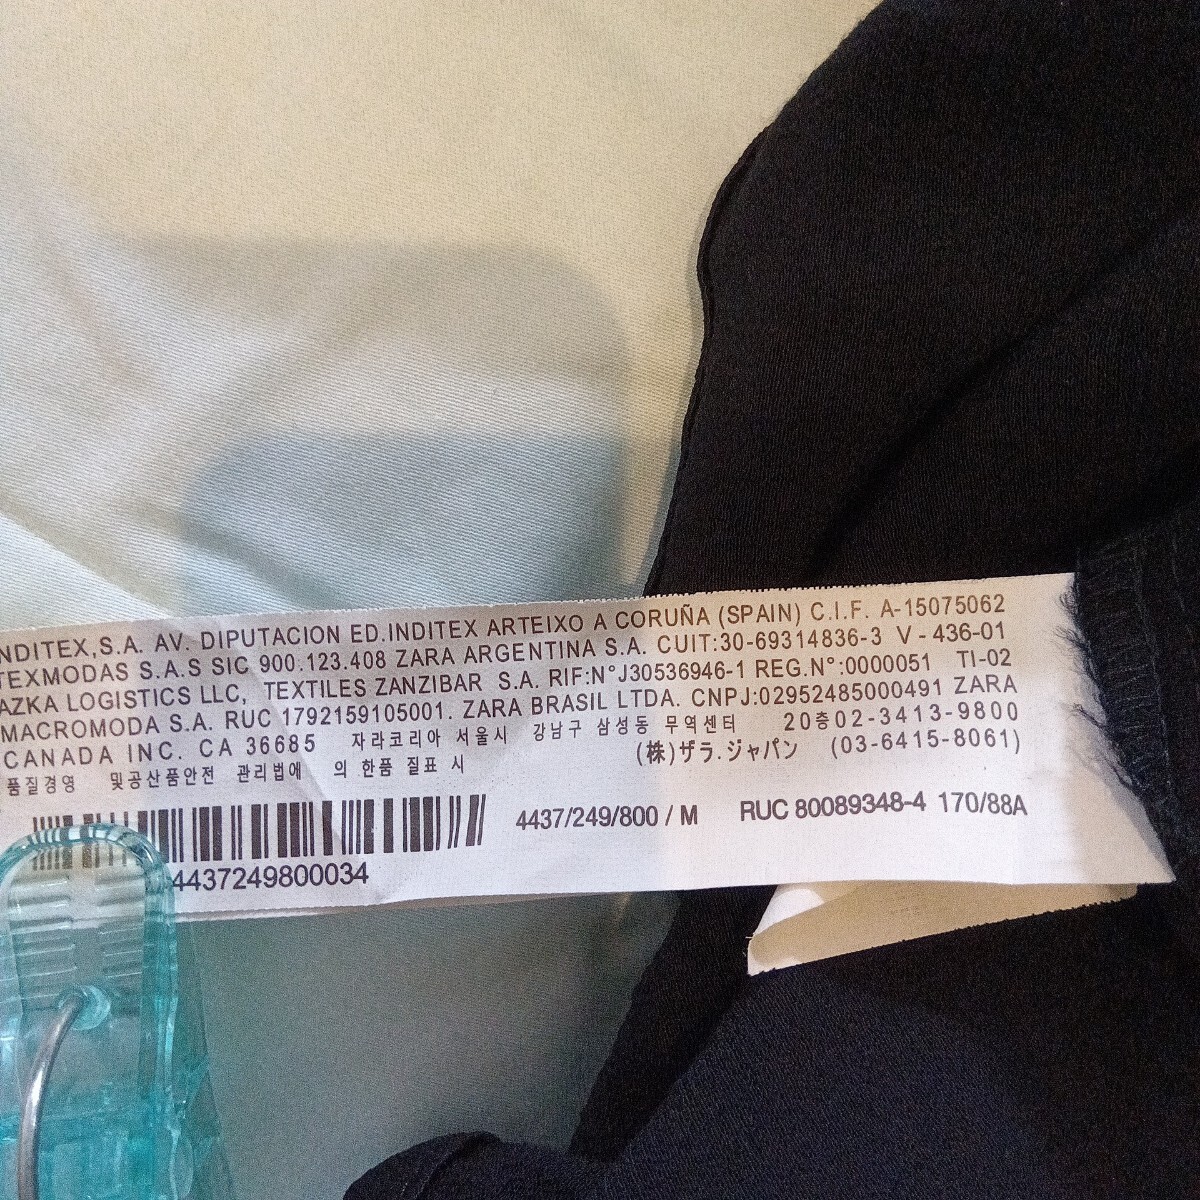 NDITEX,S.A. AV. DIPUTACION ED.INDITEX ARTEIXO A CORUÑA (SPAIN) C.I.F. A-15075062
TEXMODAS S.A.S SIC 900.123.408 ZARA ARGENTINA S.A. CUIT:30-69314836-3 V - 436-01
AZKA LOGISTICS LLC, TEXTILES ZANZIBAR S.A. RIF:N°J30536946-1 REG.N°:0000051 TI-02
MACROMODA S.A. RUC 1792159105001. ZARA BRASIL LTDA. CNPJ:02952485000491 ZARA
CANADA INC. CA 36685 자라코리아 서울시 강남구 삼성동 무역센터 20층02-3413-9800
품질경영 및공산품안전 관리법에 의 한품 질표 시 (株)ザラ.ジャパン (03-6415-8061)
4437/249/800 / M RUC 80089348-4 170/88A
4437249800034